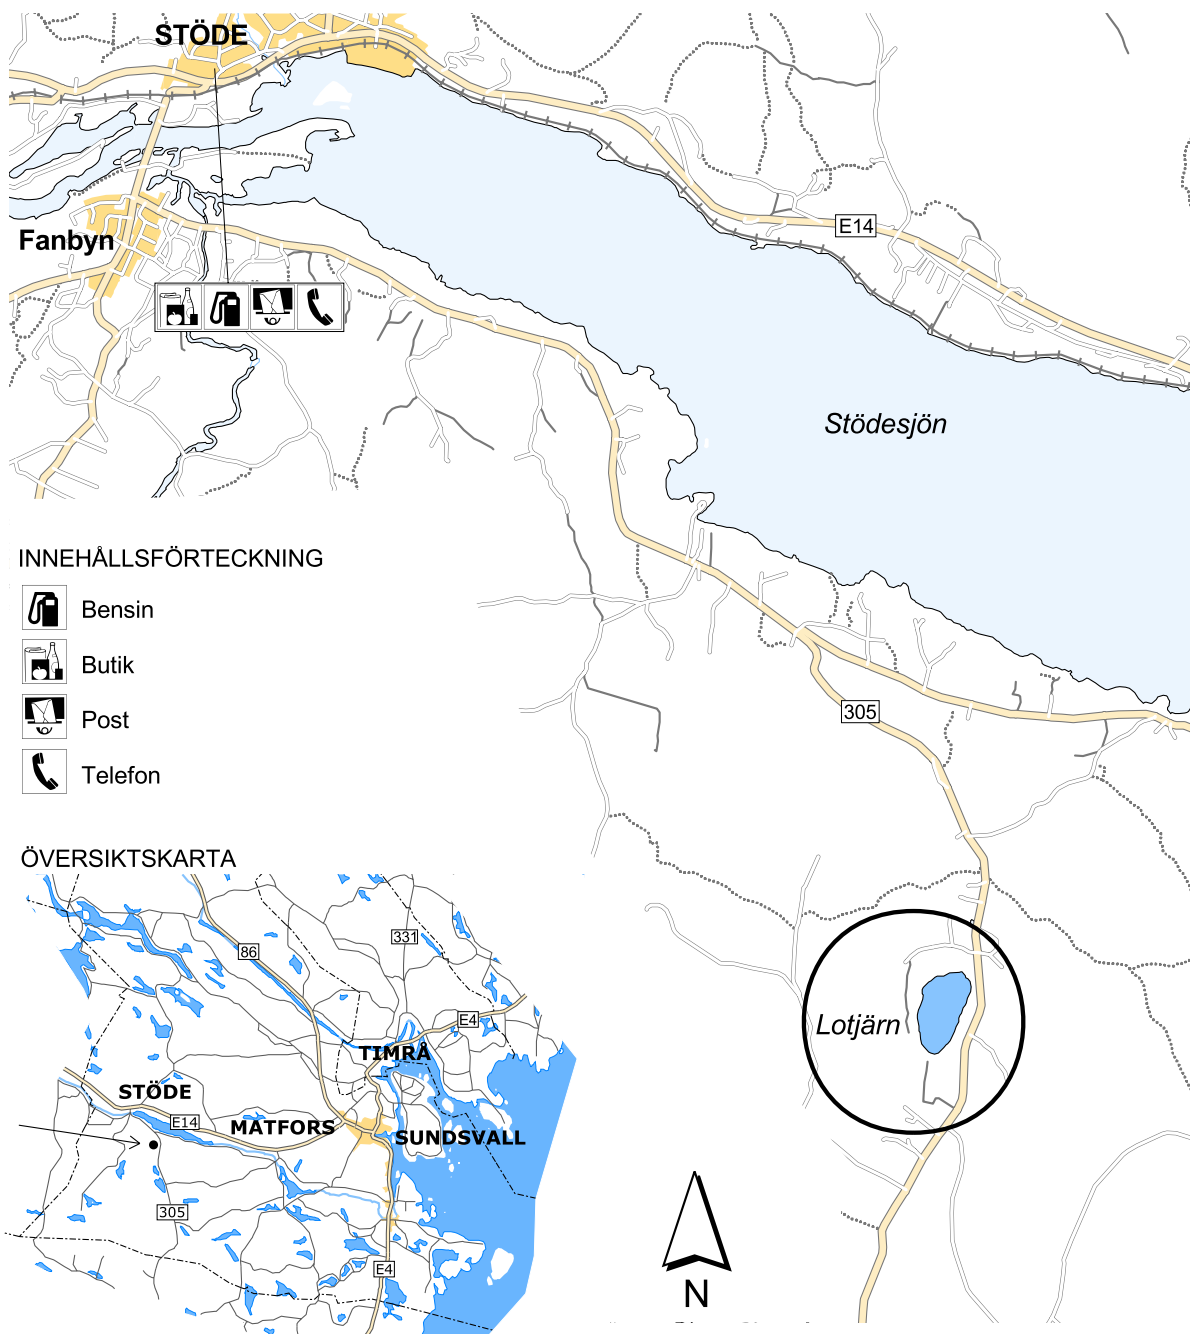 STÖDE
Fanbyn
E14
Stödesjön
INNEHÅLLSFÖRTECKNING
Bensin
Butik
Post
Telefon
305
ÖVERSIKTSKARTA
Lotjärn
331
86
E4
TIMRÅ
STÖDE
E14
MATFORS
SUNDSVALL
305
E4
N